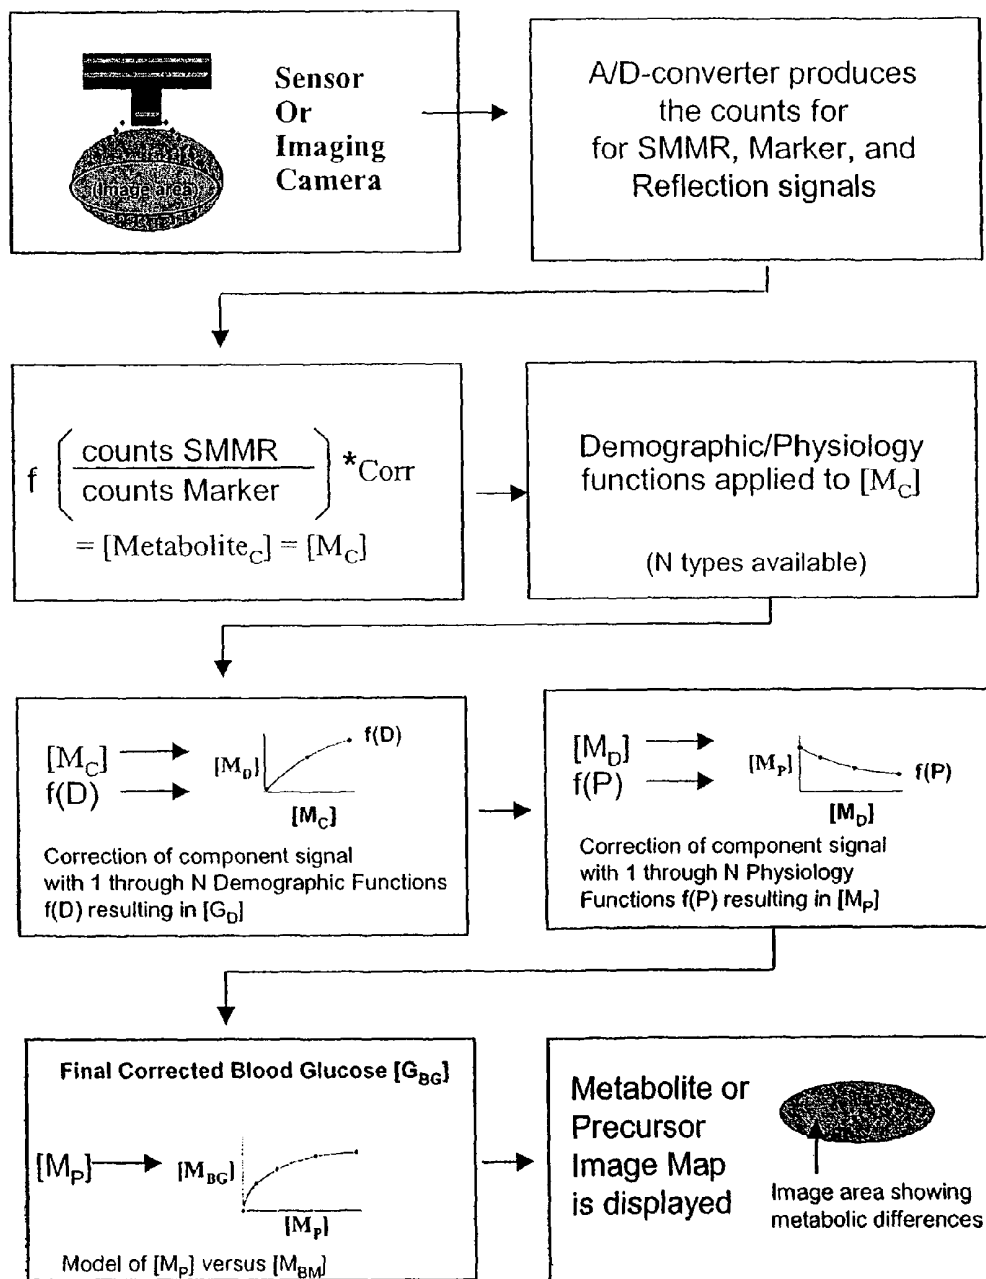 Sensor
Or
Imaging
Camera
(Image area)
A/D-converter produces
the counts for
for SMMR, Marker, and
Reflection signals
f ( counts SMMR / counts Marker ) *Corr
= [Metabolite_C] = [M_C]
Demographic/Physiology
functions applied to [M_C]
(N types available)
[M_C]
f(D)
[M_D]
f(D)
[M_C]
Correction of component signal
with 1 through N Demographic Functions
f(D) resulting in [G_D]
[M_D]
f(P)
[M_P]
f(P)
[M_D]
Correction of component signal
with 1 through N Physiology
Functions f(P) resulting in [M_P]
Final Corrected Blood Glucose [G_BG]
[M_P]
[M_BG]
[M_P]
Model of [M_P] versus [M_BM]
Metabolite or
Precursor
Image Map
is displayed
Image area showing
metabolic differences